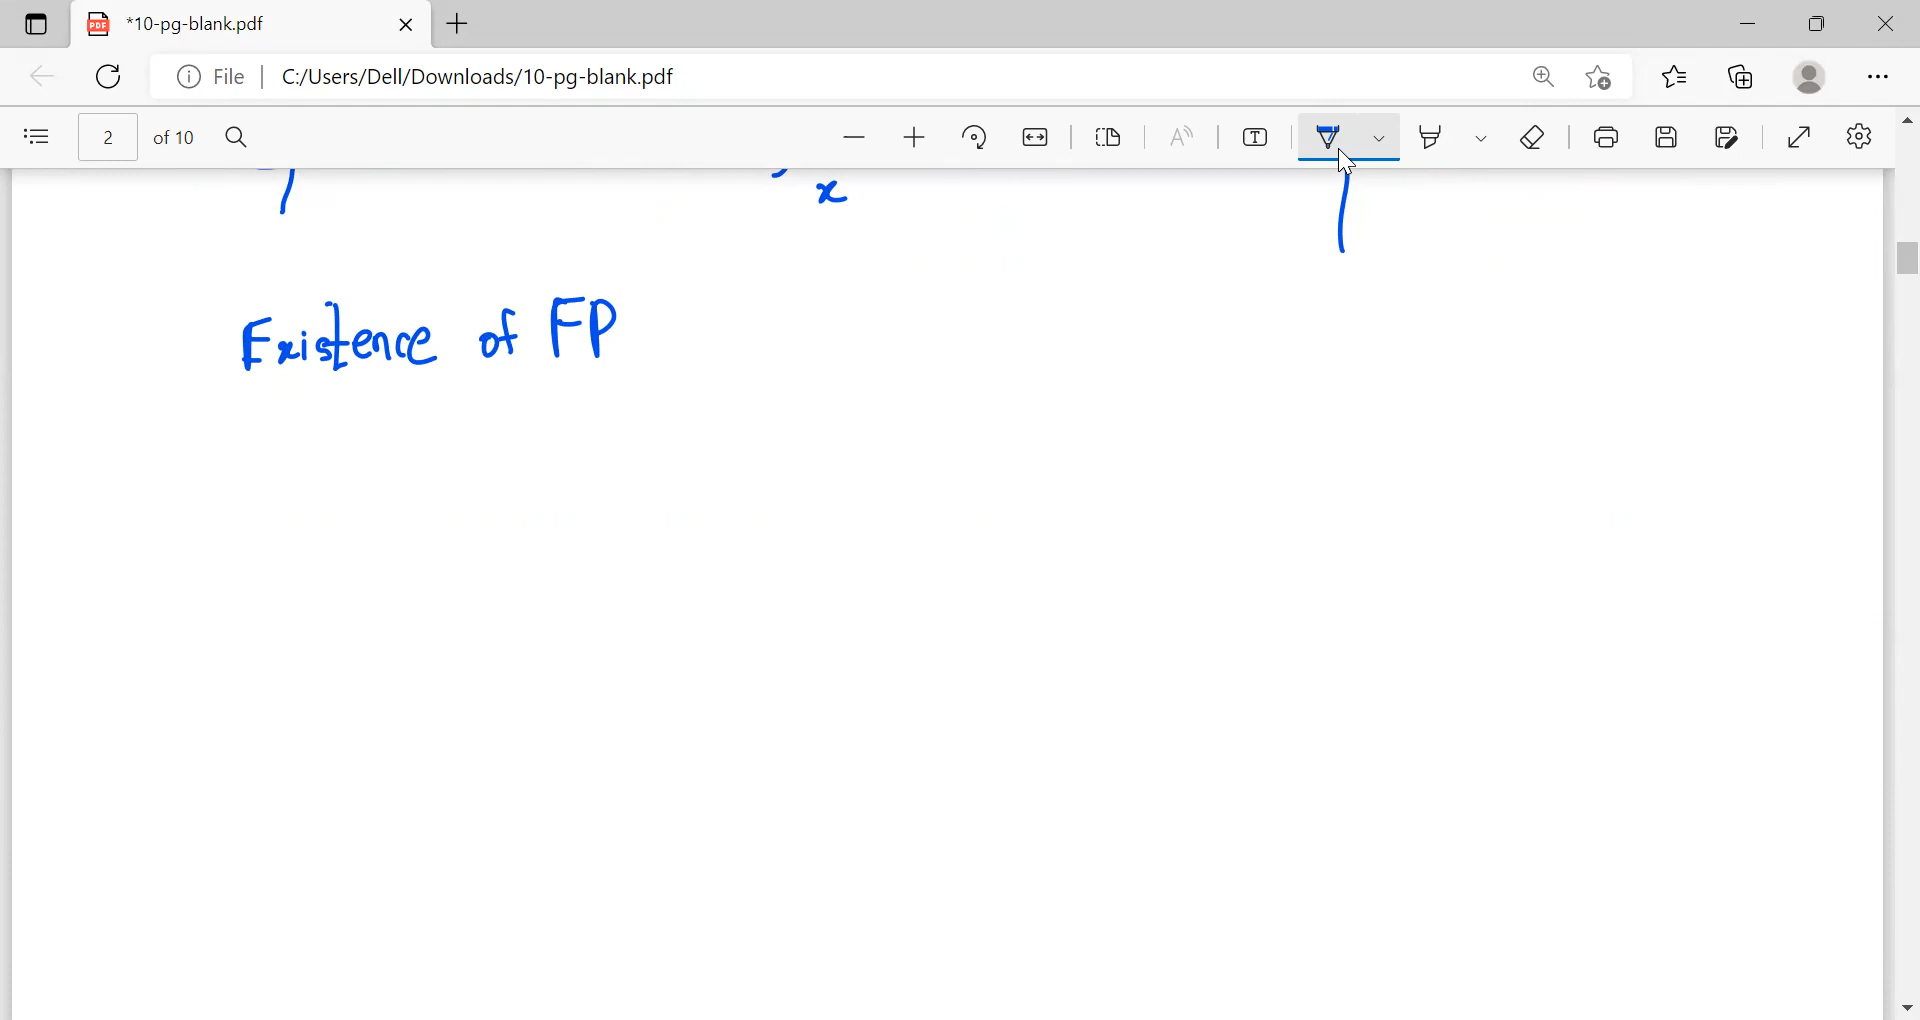 *10-pg-blank.pdf
File C:/Users/Dell/Downloads/10-pg-blank.pdf
2 of 10
x
Existence of FP